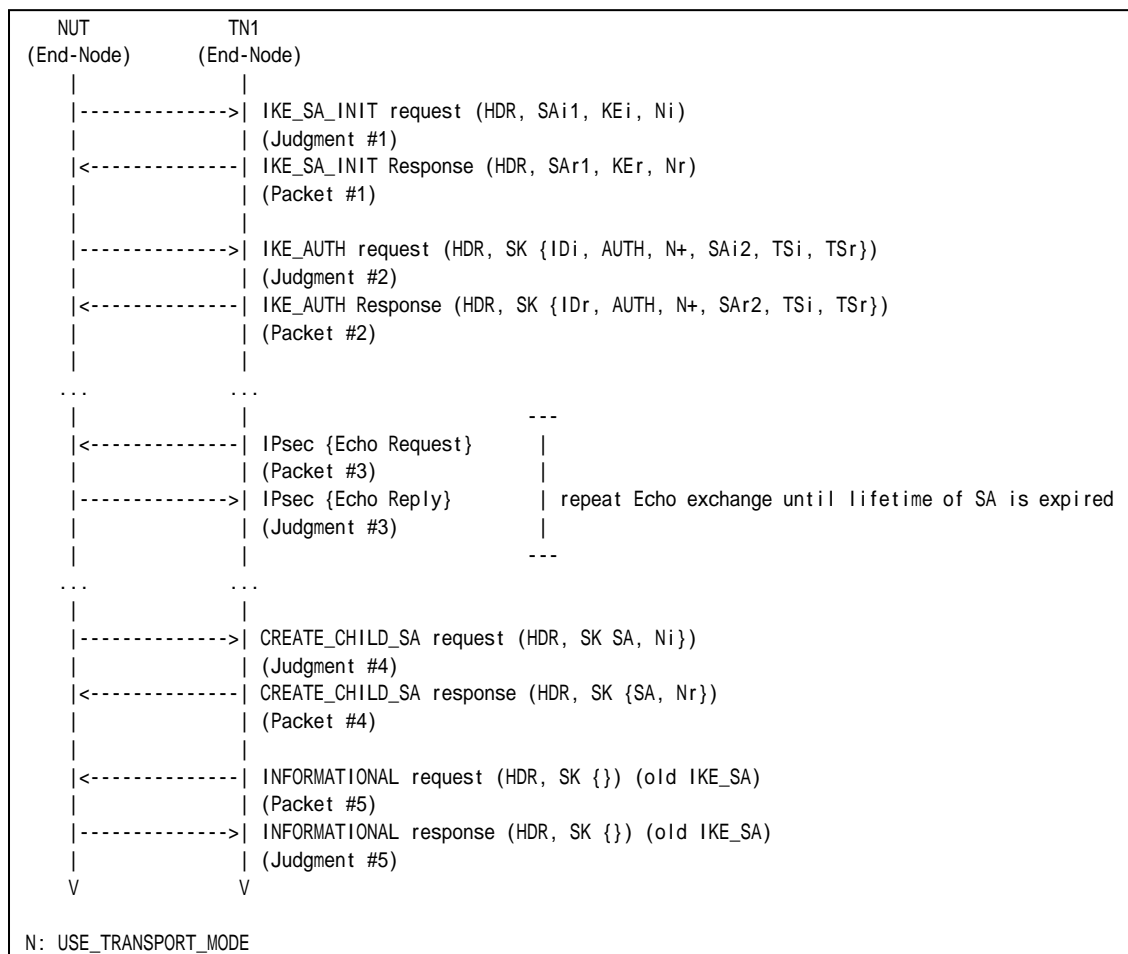 NUT TN1
(End-Node) (End-Node)
| |
|-------------->| IKE_SA_INIT request (HDR, SAi1, KEi, Ni)
| | (Judgment #1)
|<--------------| IKE_SA_INIT Response (HDR, SAr1, KEr, Nr)
| | (Packet #1)
| |
|-------------->| IKE_AUTH request (HDR, SK {IDi, AUTH, N+, SAi2, TSi, TSr})
| | (Judgment #2)
|<--------------| IKE_AUTH Response (HDR, SK {IDr, AUTH, N+, SAr2, TSi, TSr})
| | (Packet #2)
| |
... ...
| | ---
|<--------------| IPsec {Echo Request} |
| | (Packet #3) |
|-------------->| IPsec {Echo Reply} | repeat Echo exchange until lifetime of SA is expired
| | (Judgment #3) |
| | ---
... ...
| |
|-------------->| CREATE_CHILD_SA request (HDR, SK SA, Ni})
| | (Judgment #4)
|<--------------| CREATE_CHILD_SA response (HDR, SK {SA, Nr})
| | (Packet #4)
| |
|<--------------| INFORMATIONAL request (HDR, SK {}) (old IKE_SA)
| | (Packet #5)
|-------------->| INFORMATIONAL response (HDR, SK {}) (old IKE_SA)
| | (Judgment #5)
V V
N: USE_TRANSPORT_MODE